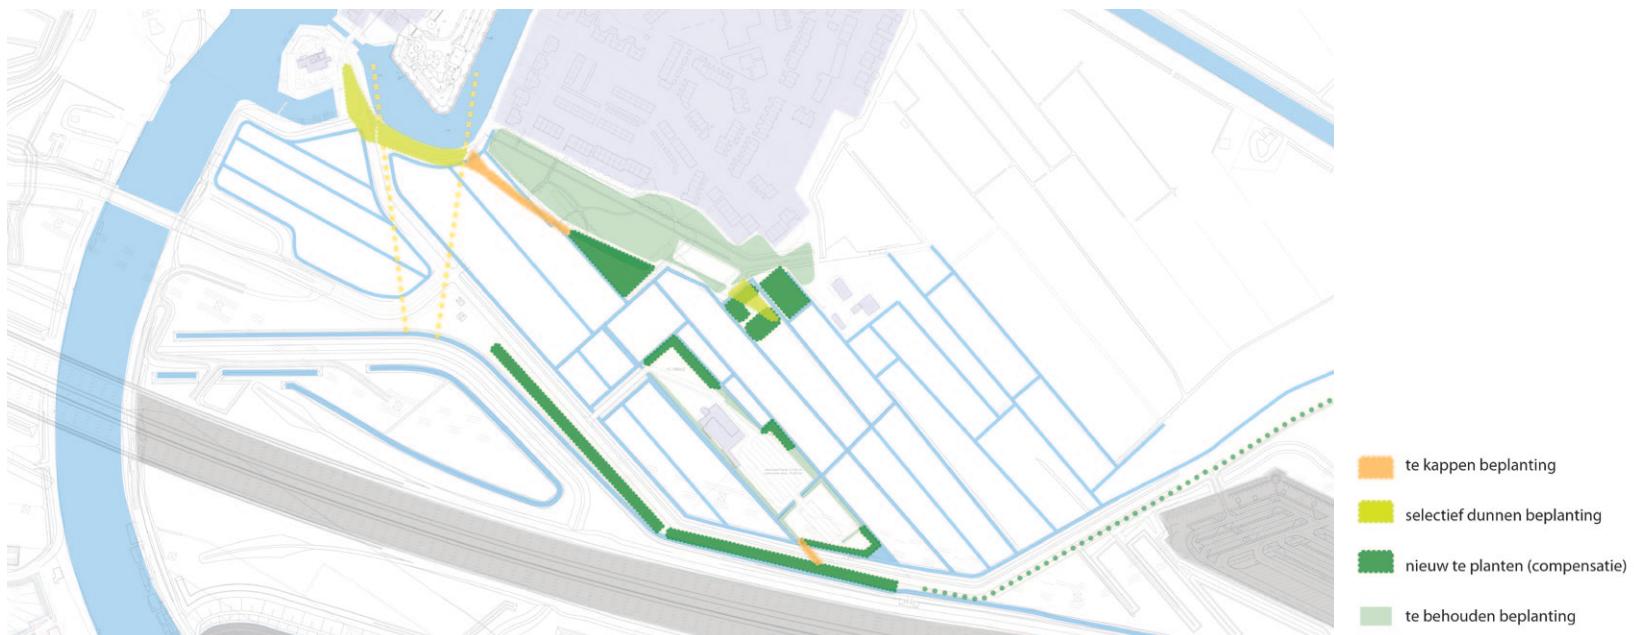 te kappen beplanting
selectief dunnen beplanting
nieuw te planten (compensatie)
te behouden beplanting